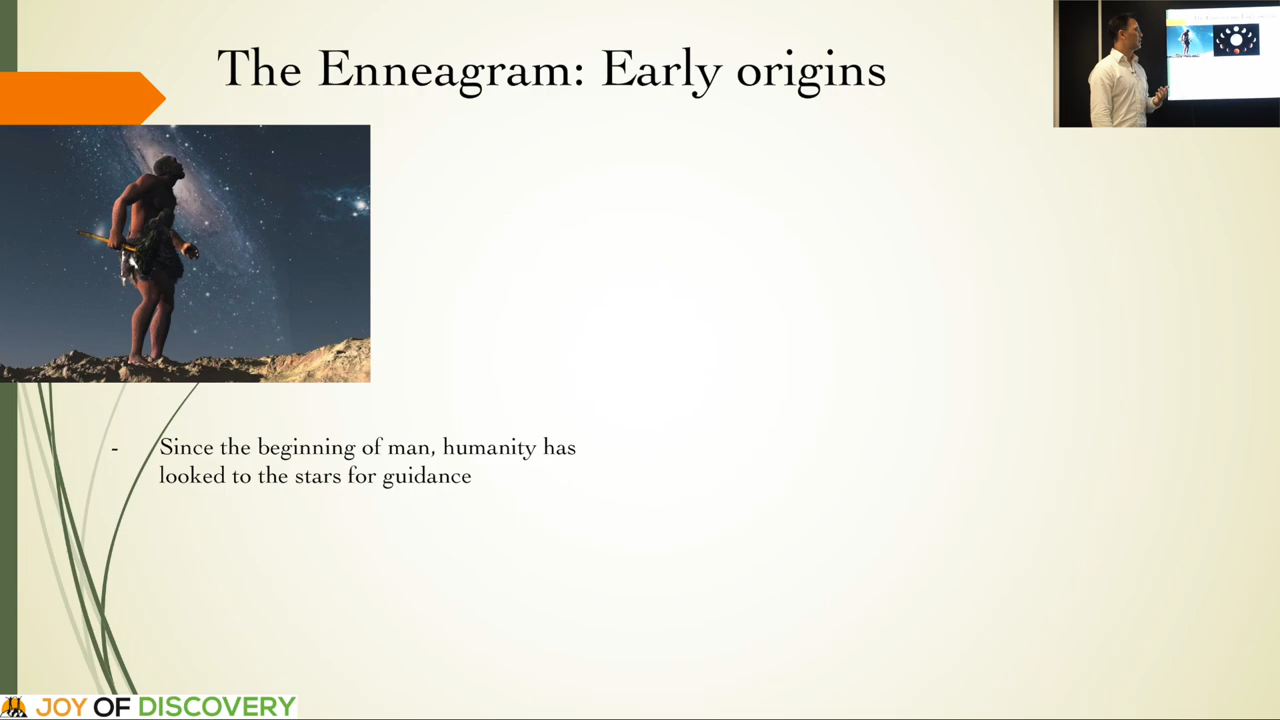 The Enneagram: Early origins
- Since the beginning of man, humanity has
looked to the stars for guidance
JOY OF DISCOVERY